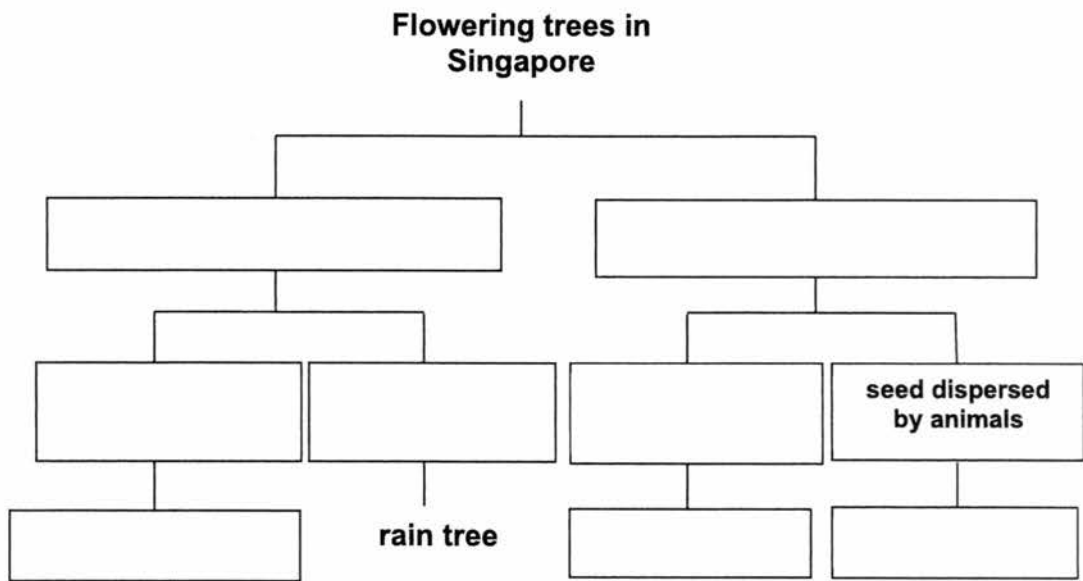 Flowering trees in
Singapore
seed dispersed
by animals
rain tree